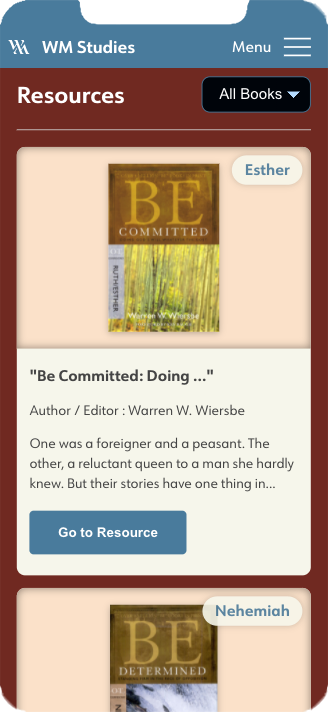 WM Studies
Menu
Resources
All Books
Esther
BE
COMMITTED
OT
RUTH/ESTHER
Warren W. Wiersbe
"Be Committed: Doing ..."
Author / Editor : Warren W. Wiersbe
One was a foreigner and a peasant. The
other, a reluctant queen to a man she hardly
knew. But their stories have one thing in...
Go to Resource
Nehemiah
BE
DETERMINED
OT